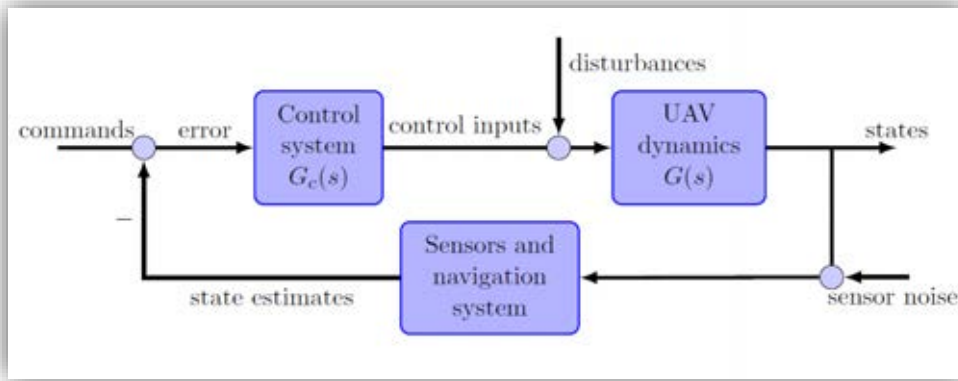 disturbances
commands
error
Control
system
G_c(s)
control inputs
UAV
dynamics
G(s)
states
−
Sensors and
navigation
system
state estimates
sensor noise